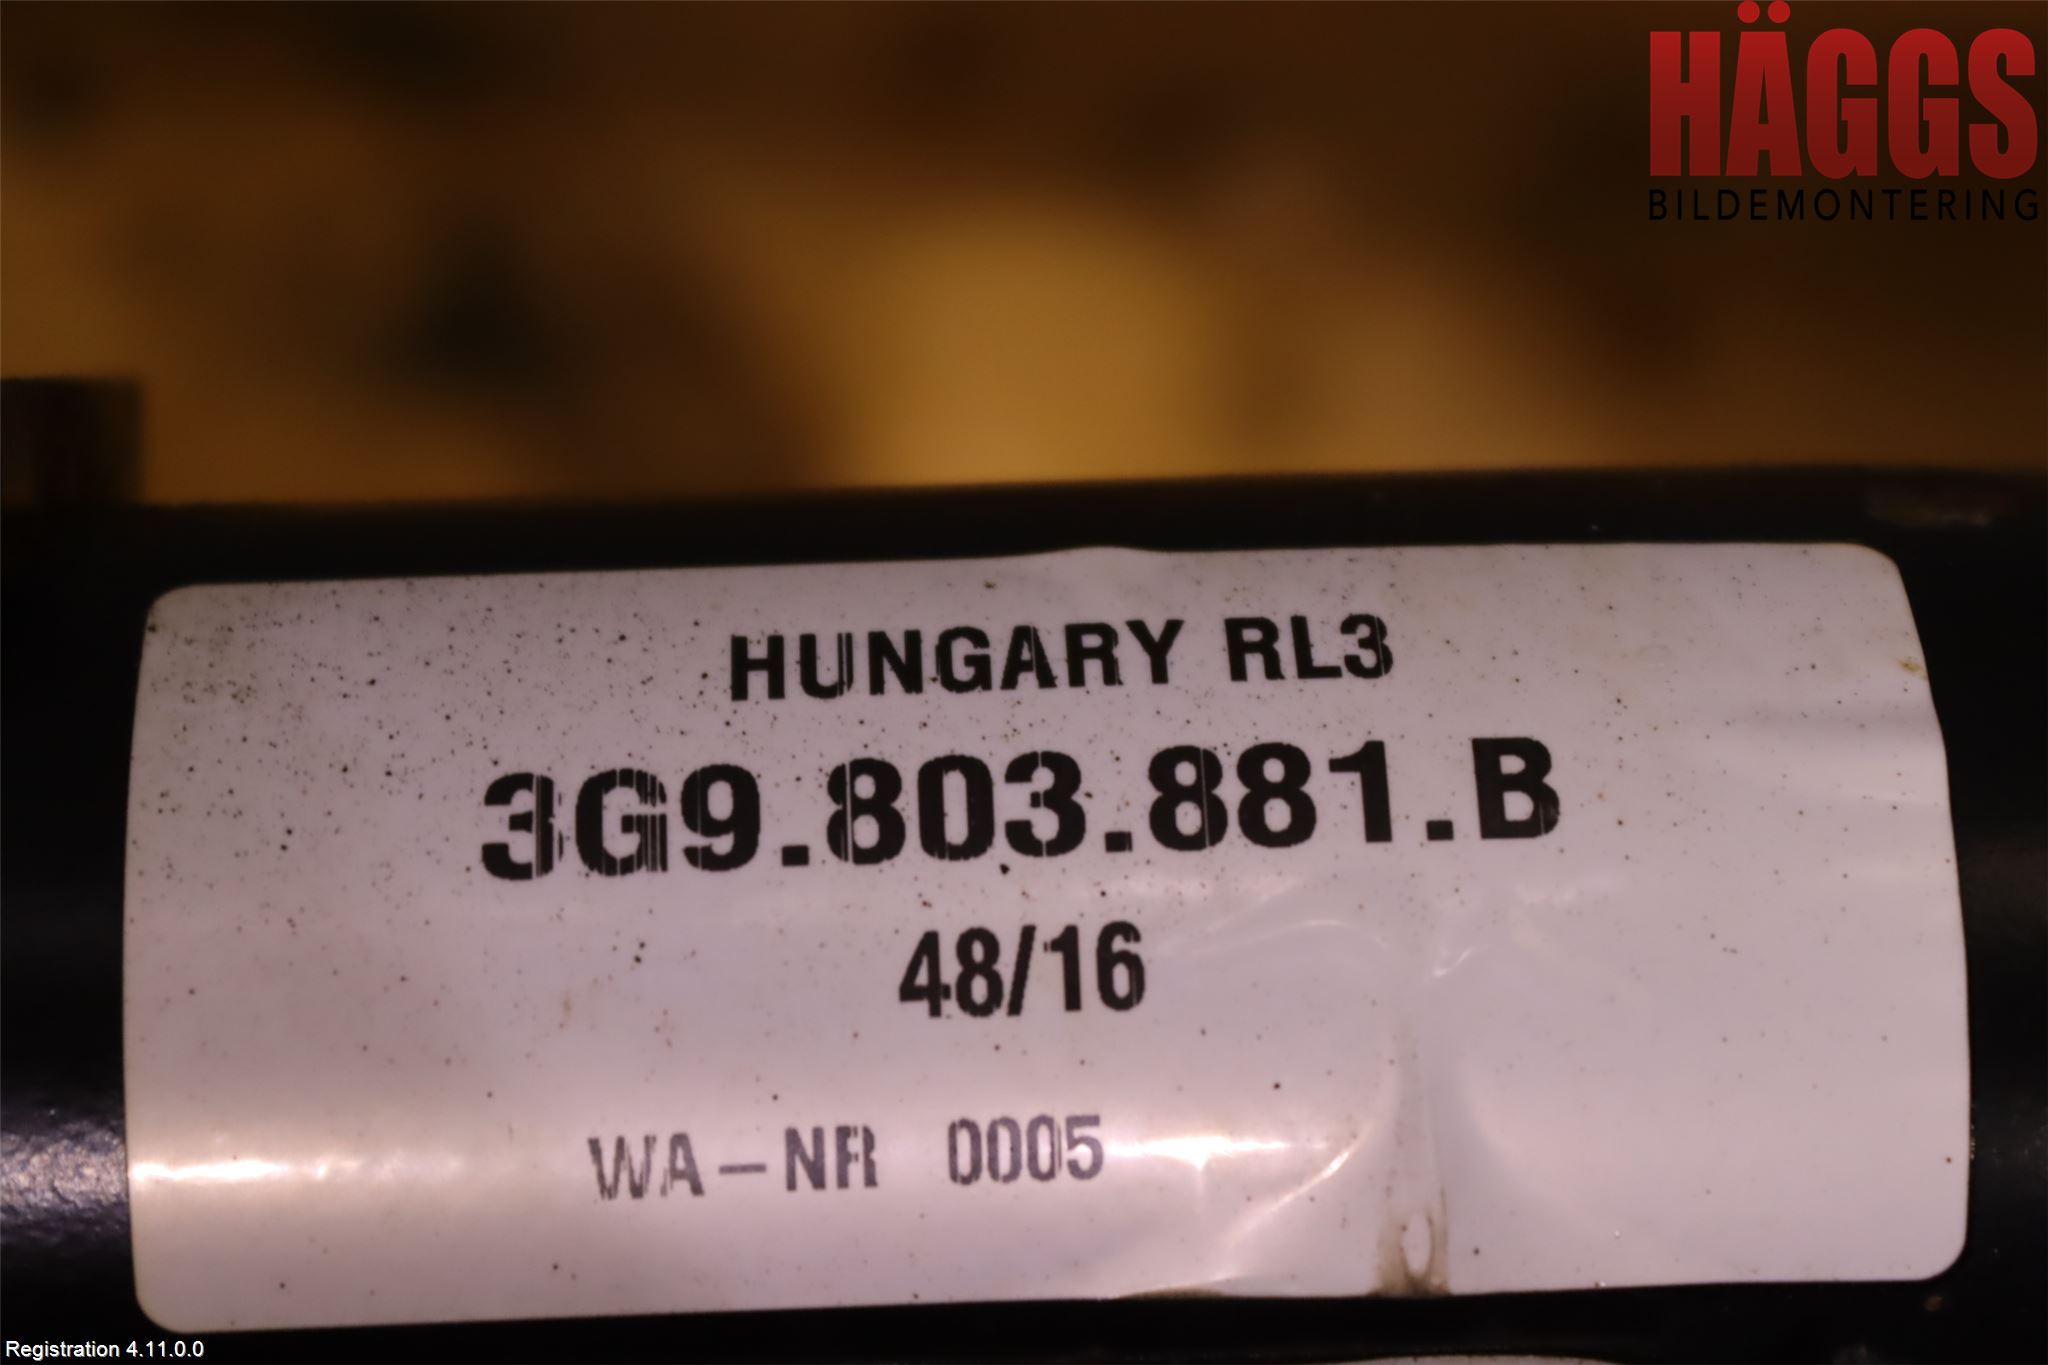 HÄGGS
BILDEMONTERING
HUNGARY RL3
3G9.803.881.B
48/16
WA-NR 0005
Registration 4.11.0.0